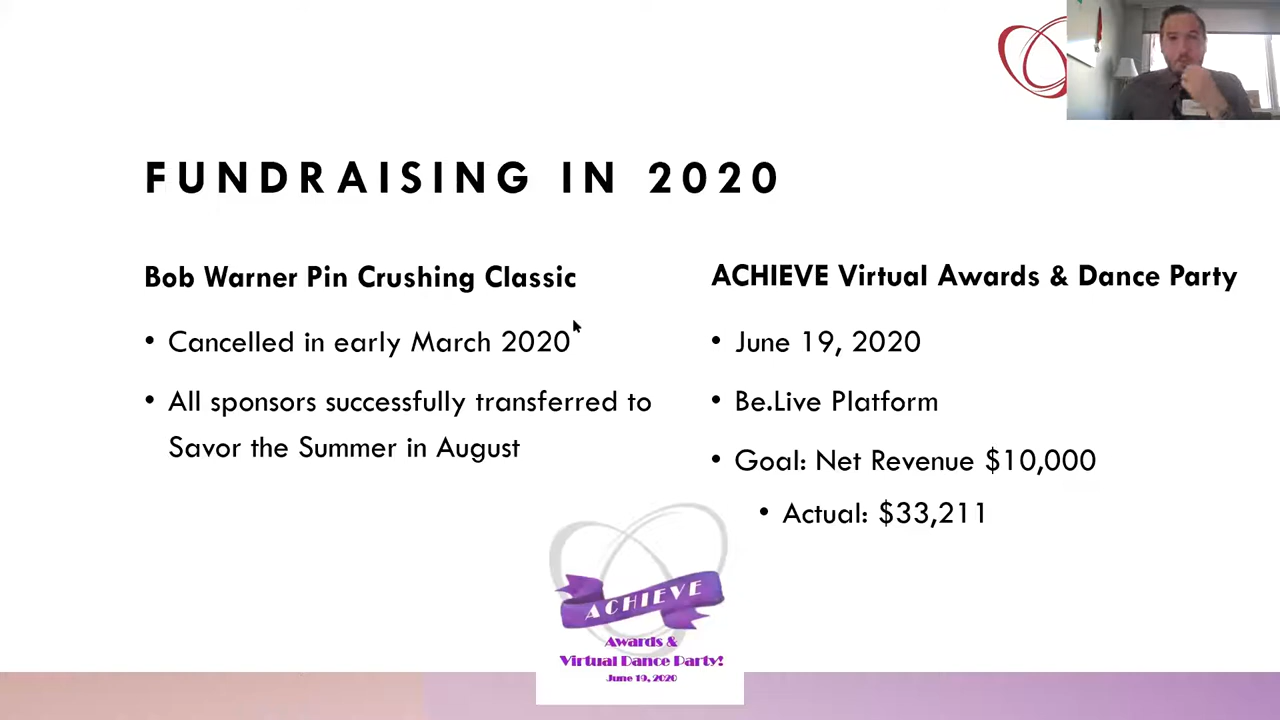 FUNDRAISING IN 2020
Bob Warner Pin Crushing Classic
• Cancelled in early March 2020
• All sponsors successfully transferred to
Savor the Summer in August
ACHIEVE Virtual Awards & Dance Party
• June 19, 2020
• Be.Live Platform
• Goal: Net Revenue $10,000
• Actual: $33,211
ACHIEVE
Awards &
Virtual Dance Party!
June 19, 2020